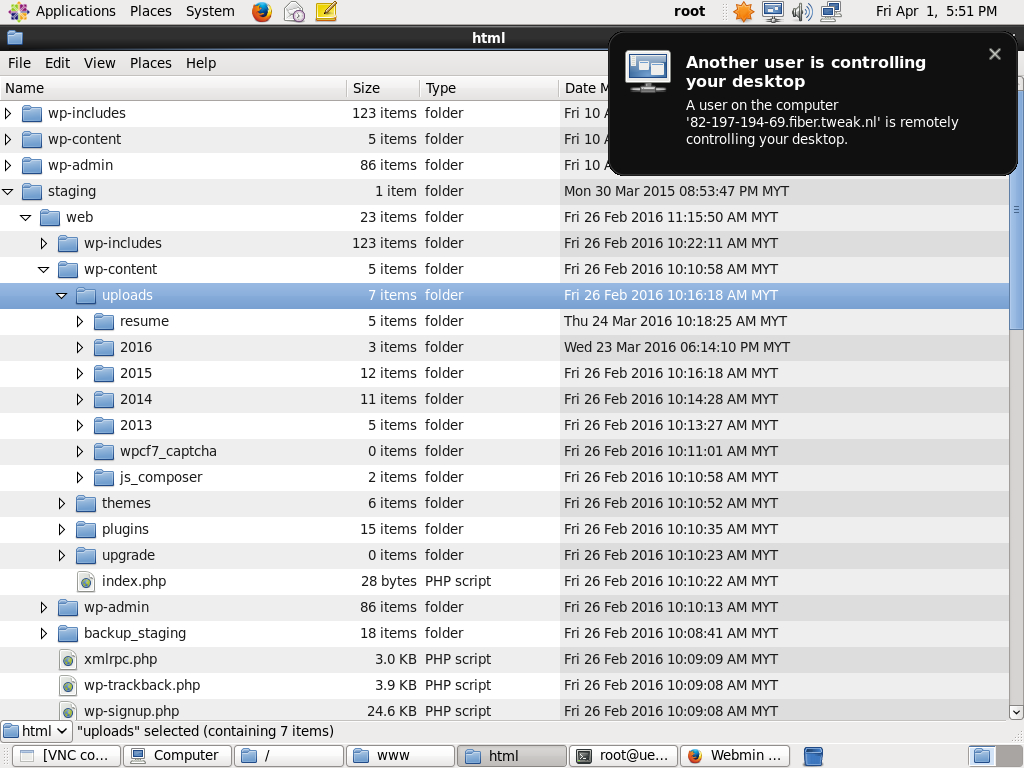 Applications Places System root Fri Apr 1, 5:51 PM
html
File Edit View Places Help
Another user is controlling
your desktop
A user on the computer
'82-197-194-69.fiber.tweak.nl' is remotely
controlling your desktop.
Name Size Type Date M
wp-includes 123 items folder Fri 10
wp-content 5 items folder Fri 10
wp-admin 86 items folder Fri 10
staging 1 item folder Mon 30 Mar 2015 08:53:47 PM MYT
web 23 items folder Fri 26 Feb 2016 11:15:50 AM MYT
wp-includes 123 items folder Fri 26 Feb 2016 10:22:11 AM MYT
wp-content 5 items folder Fri 26 Feb 2016 10:10:58 AM MYT
uploads 7 items folder Fri 26 Feb 2016 10:16:18 AM MYT
resume 5 items folder Thu 24 Mar 2016 10:18:25 AM MYT
2016 3 items folder Wed 23 Mar 2016 06:14:10 PM MYT
2015 12 items folder Fri 26 Feb 2016 10:16:18 AM MYT
2014 11 items folder Fri 26 Feb 2016 10:14:28 AM MYT
2013 5 items folder Fri 26 Feb 2016 10:13:27 AM MYT
wpcf7_captcha 0 items folder Fri 26 Feb 2016 10:11:01 AM MYT
js_composer 2 items folder Fri 26 Feb 2016 10:10:58 AM MYT
themes 6 items folder Fri 26 Feb 2016 10:10:52 AM MYT
plugins 15 items folder Fri 26 Feb 2016 10:10:35 AM MYT
upgrade 0 items folder Fri 26 Feb 2016 10:10:23 AM MYT
index.php 28 bytes PHP script Fri 26 Feb 2016 10:10:22 AM MYT
wp-admin 86 items folder Fri 26 Feb 2016 10:10:13 AM MYT
backup_staging 18 items folder Fri 26 Feb 2016 10:08:41 AM MYT
xmlrpc.php 3.0 KB PHP script Fri 26 Feb 2016 10:09:09 AM MYT
wp-trackback.php 3.9 KB PHP script Fri 26 Feb 2016 10:09:08 AM MYT
wp-signup.php 24.6 KB PHP script Fri 26 Feb 2016 10:09:08 AM MYT
html "uploads" selected (containing 7 items)
[VNC co... Computer / www html root@ue... Webmin ...